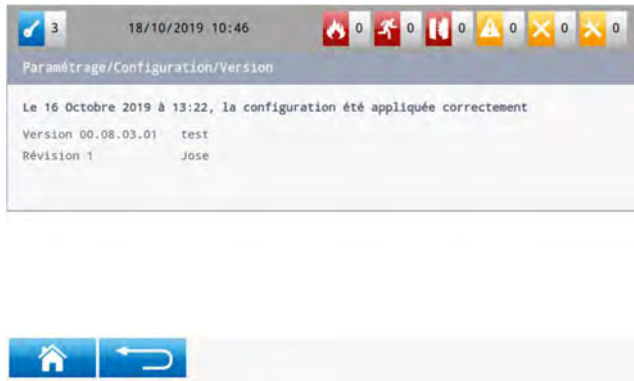 3 18/10/2019 10:46 0 0 0 0 0 0
Paramétrage/Configuration/Version
Le 16 Octobre 2019 à 13:22, la configuration été appliquée correctement
Version 00.08.03.01 test
Révision 1 Jose